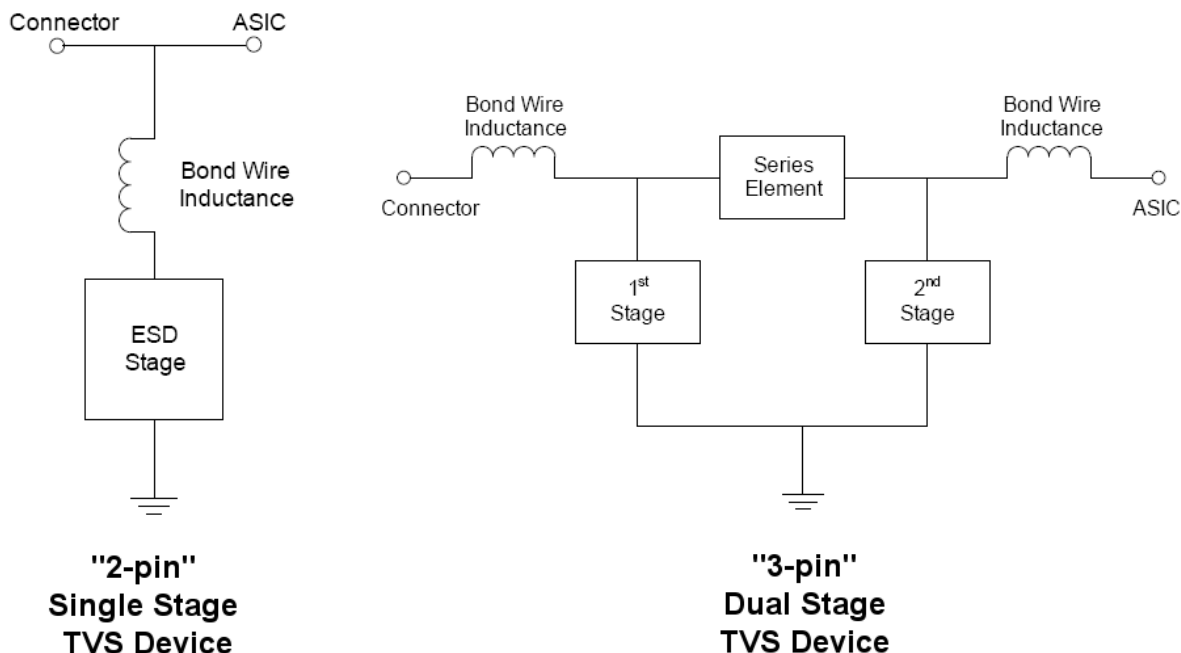 Connector
ASIC
Bond Wire
Inductance
ESD
Stage
"2-pin"
Single Stage
TVS Device
Bond Wire
Inductance
Connector
Series
Element
Bond Wire
Inductance
ASIC
1st
Stage
2nd
Stage
"3-pin"
Dual Stage
TVS Device